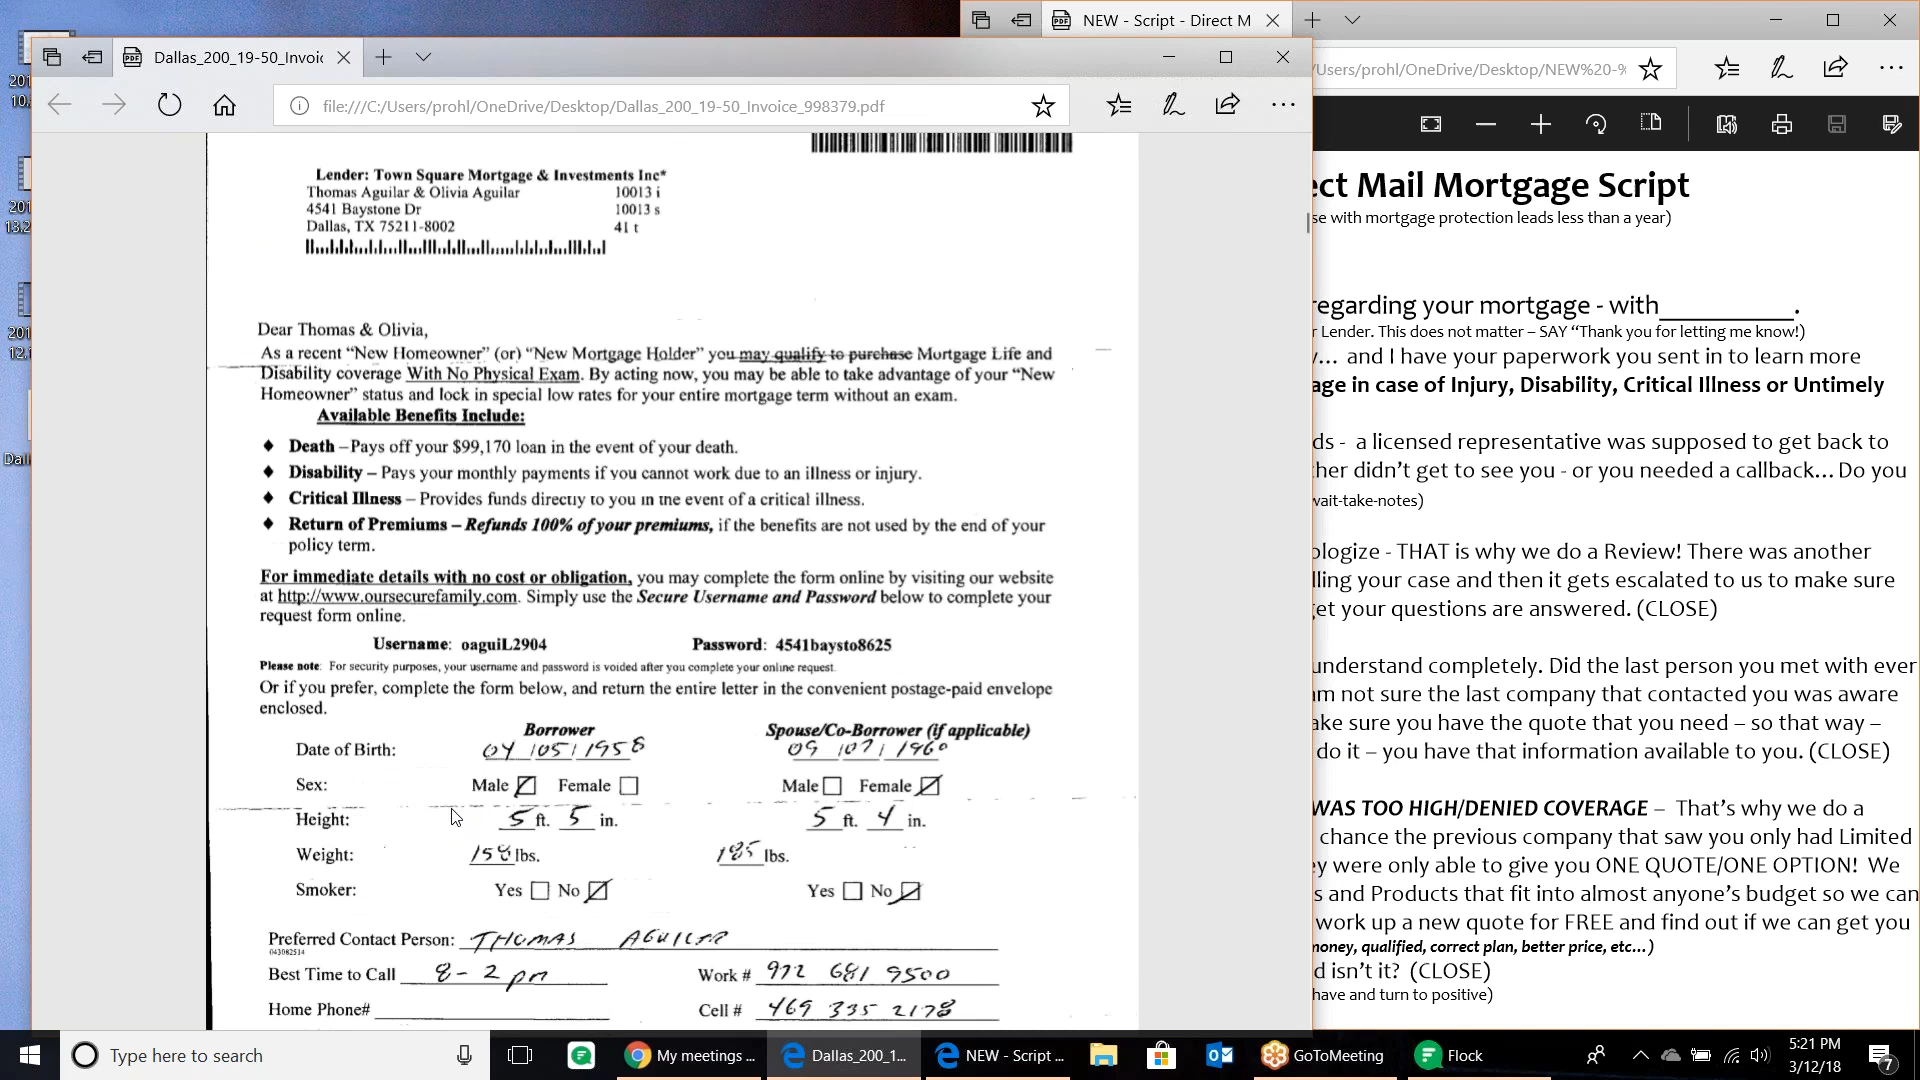 NEW - Script - Direct M
Dallas_200_19-50_Invoic
/Users/prohl/OneDrive/Desktop/NEW%20-%
file:///C:/Users/prohl/OneDrive/Desktop/Dallas_200_19-50_Invoice_998379.pdf
Lender: Town Square Mortgage & Investments Inc*
Thomas Aguilar & Olivia Aguilar 10013 i
4541 Baystone Dr 10013 s
Dallas, TX 75211-8002 41 t
Dear Thomas & Olivia,
As a recent “New Homeowner” (or) “New Mortgage Holder” you may qualify to purchase Mortgage Life and
Disability coverage With No Physical Exam. By acting now, you may be able to take advantage of your “New
Homeowner” status and lock in special low rates for your entire mortgage term without an exam.
Available Benefits Include:
♦ Death – Pays off your $99,170 loan in the event of your death.
♦ Disability – Pays your monthly payments if you cannot work due to an illness or injury.
♦ Critical Illness – Provides funds directly to you in the event of a critical illness.
♦ Return of Premiums – Refunds 100% of your premiums, if the benefits are not used by the end of your
policy term.
For immediate details with no cost or obligation, you may complete the form online by visiting our website
at http://www.oursecurefamily.com. Simply use the Secure Username and Password below to complete your
request form online.
Username: oaguiL2904 Password: 4541baysto8625
Please note: For security purposes, your username and password is voided after you complete your online request.
Or if you prefer, complete the form below, and return the entire letter in the convenient postage-paid envelope
enclosed.
Borrower Spouse/Co-Borrower (if applicable)
Date of Birth: 04 / 05 / 1958 09 / 07 / 1960
Sex: Male Female Male Female
Height: 5 ft. 5 in. 5 ft. 4 in.
Weight: 158 lbs. 185 lbs.
Smoker: Yes No Yes No
Preferred Contact Person: THOMAS AGUILAR
043082514
Best Time to Call 8 - 2 pm Work # 972 681 9500
Home Phone# Cell # 469 335 2178
ect Mail Mortgage Script
se with mortgage protection leads less than a year)
regarding your mortgage - with__________.
r Lender. This does not matter – SAY “Thank you for letting me know!)
y… and I have your paperwork you sent in to learn more
age in case of Injury, Disability, Critical Illness or Untimely
ds - a licensed representative was supposed to get back to
ther didn’t get to see you - or you needed a callback… Do you
wait-take-notes)
ologize - THAT is why we do a Review! There was another
lling your case and then it gets escalated to us to make sure
get your questions are answered. (CLOSE)
understand completely. Did the last person you met with ever
am not sure the last company that contacted you was aware
ake sure you have the quote that you need – so that way –
do it – you have that information available to you. (CLOSE)
WAS TOO HIGH/DENIED COVERAGE – That’s why we do a
chance the previous company that saw you only had Limited
ey were only able to give you ONE QUOTE/ONE OPTION! We
s and Products that fit into almost anyone’s budget so we can
work up a new quote for FREE and find out if we can get you
money, qualified, correct plan, better price, etc…)
d isn’t it? (CLOSE)
have and turn to positive)
Type here to search
My meetings ...
Dallas_200_1...
NEW - Script ...
GoToMeeting
Flock
5:21 PM
3/12/18
7